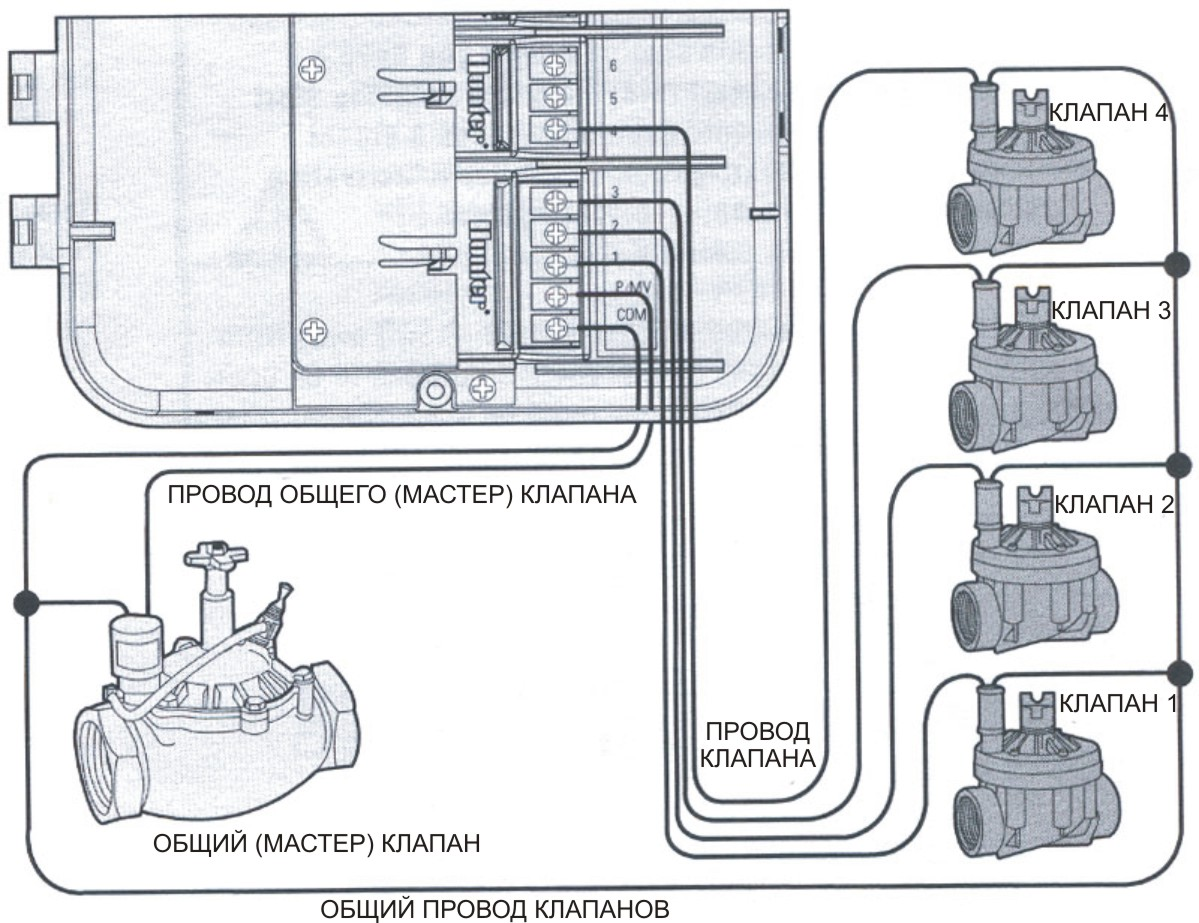 Hunter
6
5
4
Hunter
3
2
1
P/MV
COM
КЛАПАН 4
КЛАПАН 3
КЛАПАН 2
КЛАПАН 1
ПРОВОД ОБЩЕГО (МАСТЕР) КЛАПАНА
ПРОВОД
КЛАПАНА
ОБЩИЙ (МАСТЕР) КЛАПАН
ОБЩИЙ ПРОВОД КЛАПАНОВ